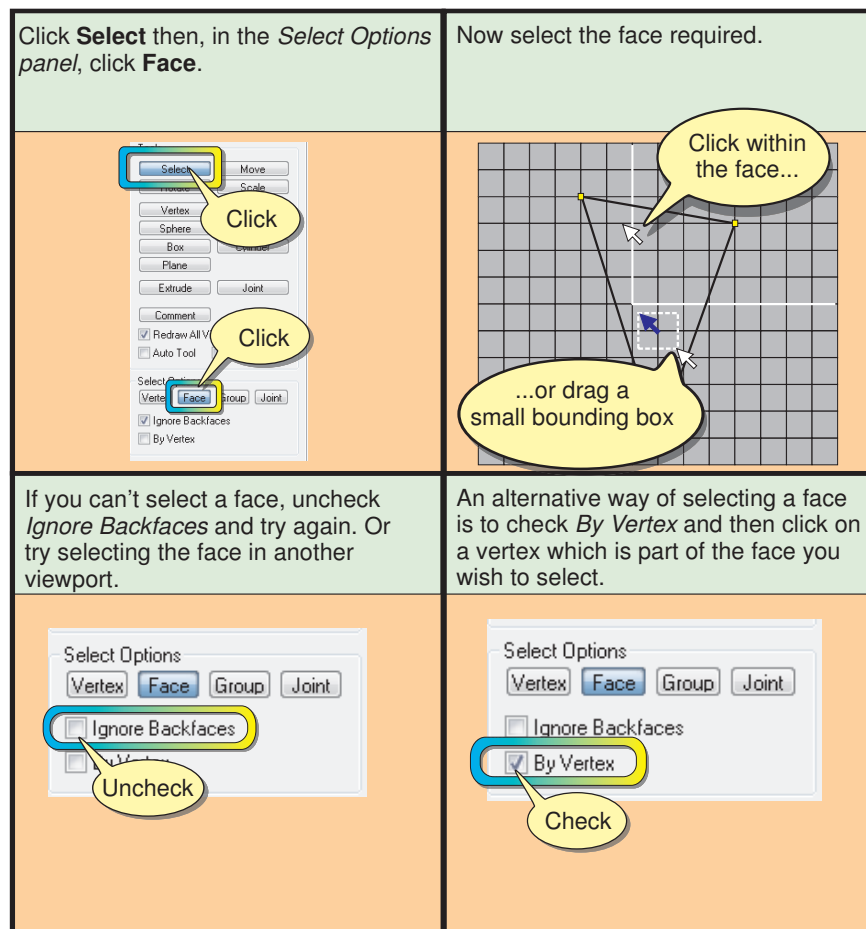 Click Select then, in the Select Options
panel, click Face.
Now select the face required.
Select Move
Scale
Vertex
Sphere
Box Cylinder
Plane
Extrude Joint
Comment
Redraw All V
Auto Tool
Select Options
Vertex Face Group Joint
Ignore Backfaces
By Vertex
Click
Click
Click within
the face...
...or drag a
small bounding box
If you can't select a face, uncheck
Ignore Backfaces and try again. Or
try selecting the face in another
viewport.
An alternative way of selecting a face
is to check By Vertex and then click on
a vertex which is part of the face you
wish to select.
Select Options
Vertex Face Group Joint
Ignore Backfaces
By Vertex
Uncheck
Select Options
Vertex Face Group Joint
Ignore Backfaces
By Vertex
Check